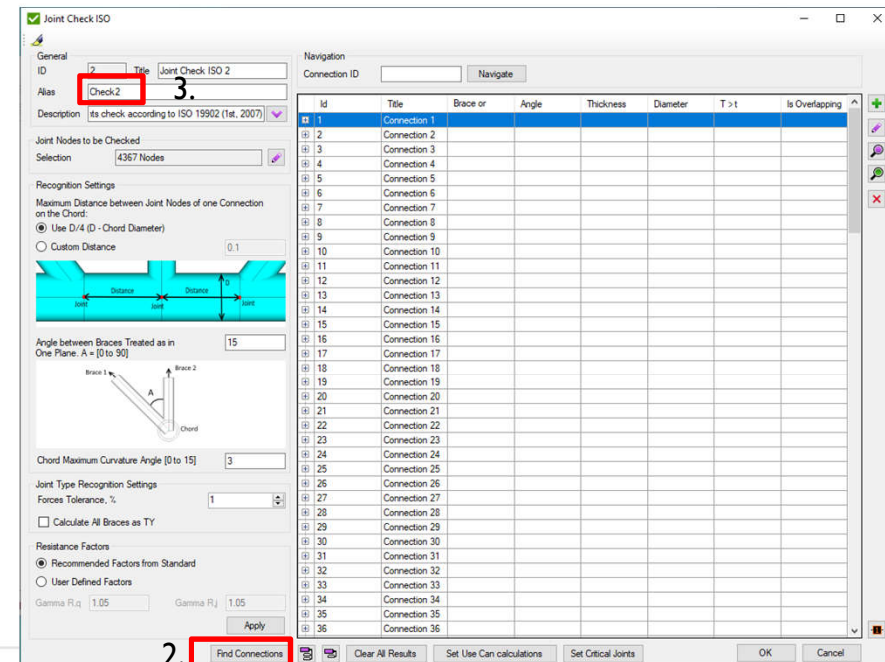 Joint Check ISO
General
ID 2 Title Joint Check ISO 2
Alias Check2 3.
Description its check according to ISO 19902 (1st, 2007)
Joint Nodes to be Checked
Selection 4367 Nodes
Recognition Settings
Maximum Distance between Joint Nodes of one Connection
on the Chord:
Use D/4 (D - Chord Diameter)
Custom Distance 0.1
D
Distance Distance
Joint Joint Joint
Angle between Braces Treated as in
One Plane. A = [0 to 90] 15
Brace 1 Brace 2
A
Chord
Chord Maximum Curvature Angle [0 to 15] 3
Joint Type Recognition Settings
Forces Tolerance, % 1
Calculate All Braces as TY
Resistance Factors
Recommended Factors from Standard
User Defined Factors
Gamma R,q 1.05 Gamma R,j 1.05
Apply
2. Find Connections
Navigation
Connection ID Navigate
Id Title Brace or Angle Thickness Diameter T > t Is Overlapping
1 Connection 1
2 Connection 2
3 Connection 3
4 Connection 4
5 Connection 5
6 Connection 6
7 Connection 7
8 Connection 8
9 Connection 9
10 Connection 10
11 Connection 11
12 Connection 12
13 Connection 13
14 Connection 14
15 Connection 15
16 Connection 16
17 Connection 17
18 Connection 18
19 Connection 19
20 Connection 20
21 Connection 21
22 Connection 22
23 Connection 23
24 Connection 24
25 Connection 25
26 Connection 26
27 Connection 27
28 Connection 28
29 Connection 29
30 Connection 30
31 Connection 31
32 Connection 32
33 Connection 33
34 Connection 34
35 Connection 35
36 Connection 36
Clear All Results Set Use Can calculations Set Critical Joints OK Cancel